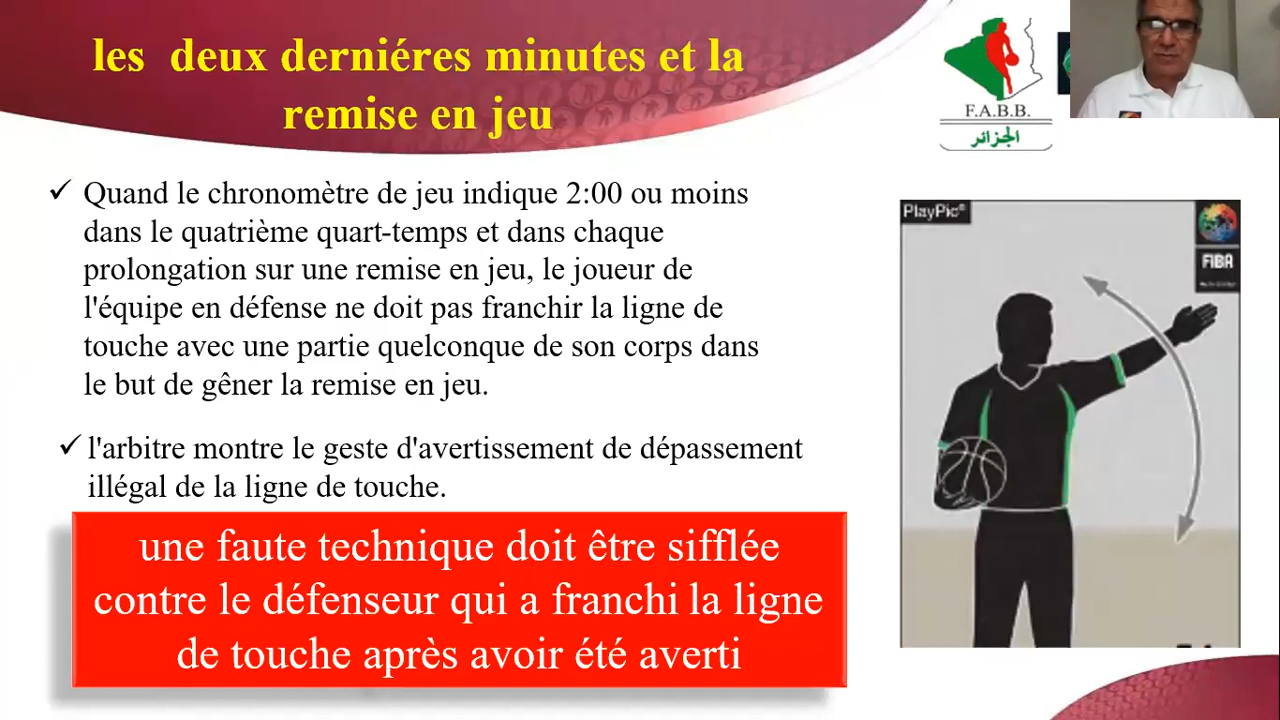 les deux derniéres minutes et la
remise en jeu
F.A.B.B.
الجزائر
✓ Quand le chronomètre de jeu indique 2:00 ou moins
dans le quatrième quart-temps et dans chaque
prolongation sur une remise en jeu, le joueur de
l'équipe en défense ne doit pas franchir la ligne de
touche avec une partie quelconque de son corps dans
le but de gêner la remise en jeu.
✓ l'arbitre montre le geste d'avertissement de dépassement
illégal de la ligne de touche.
une faute technique doit être sifflée
contre le défenseur qui a franchi la ligne
de touche après avoir été averti
PlayPic®
FIBA